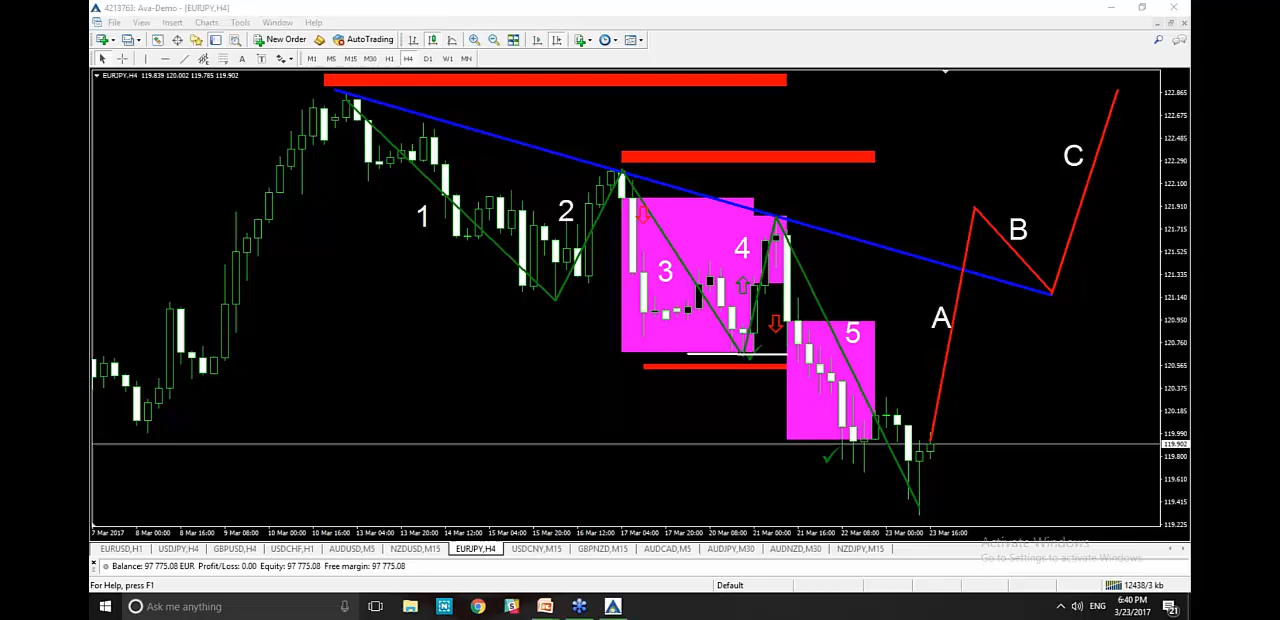 4213763: Ava-Demo - [EURJPY,H4]
File View Insert Charts Tools Window Help
New Order AutoTrading
A T M1 M5 M15 M30 H1 H4 D1 W1 MN
EURJPY,H4 119.839 120.002 119.785 119.902
122.865
122.675
122.485
122.290
122.100
121.910
121.715
121.525
121.335
121.140
120.950
120.760
120.565
120.375
120.185
119.990
119.902
119.800
119.610
119.415
119.225
1
2
3
4
5
A
B
C
7 Mar 2017 8 Mar 00:00 8 Mar 16:00 9 Mar 08:00 10 Mar 00:00 10 Mar 16:00 13 Mar 04:00 13 Mar 20:00 14 Mar 12:00 15 Mar 04:00 15 Mar 20:00 16 Mar 12:00 17 Mar 04:00 17 Mar 20:00 20 Mar 08:00 21 Mar 00:00 21 Mar 16:00 22 Mar 08:00 23 Mar 00:00 23 Mar 16:00
EURUSD,H1 USDJPY,H4 GBPUSD,H4 USDCHF,H1 AUDUSD,M5 NZDUSD,M15 EURJPY,H4 USDCNY,M15 GBPNZD,M15 AUDCAD,M5 AUDJPY,M30 AUDNZD,M30 NZDJPY,M15
Activate Windows
Go to Settings to activate Windows.
Balance: 97 775.08 EUR Profit/Loss: 0.00 Equity: 97 775.08 Free margin: 97 775.08
For Help, press F1 Default 12438/3 kb
Ask me anything ENG 6:40 PM
3/23/2017 21